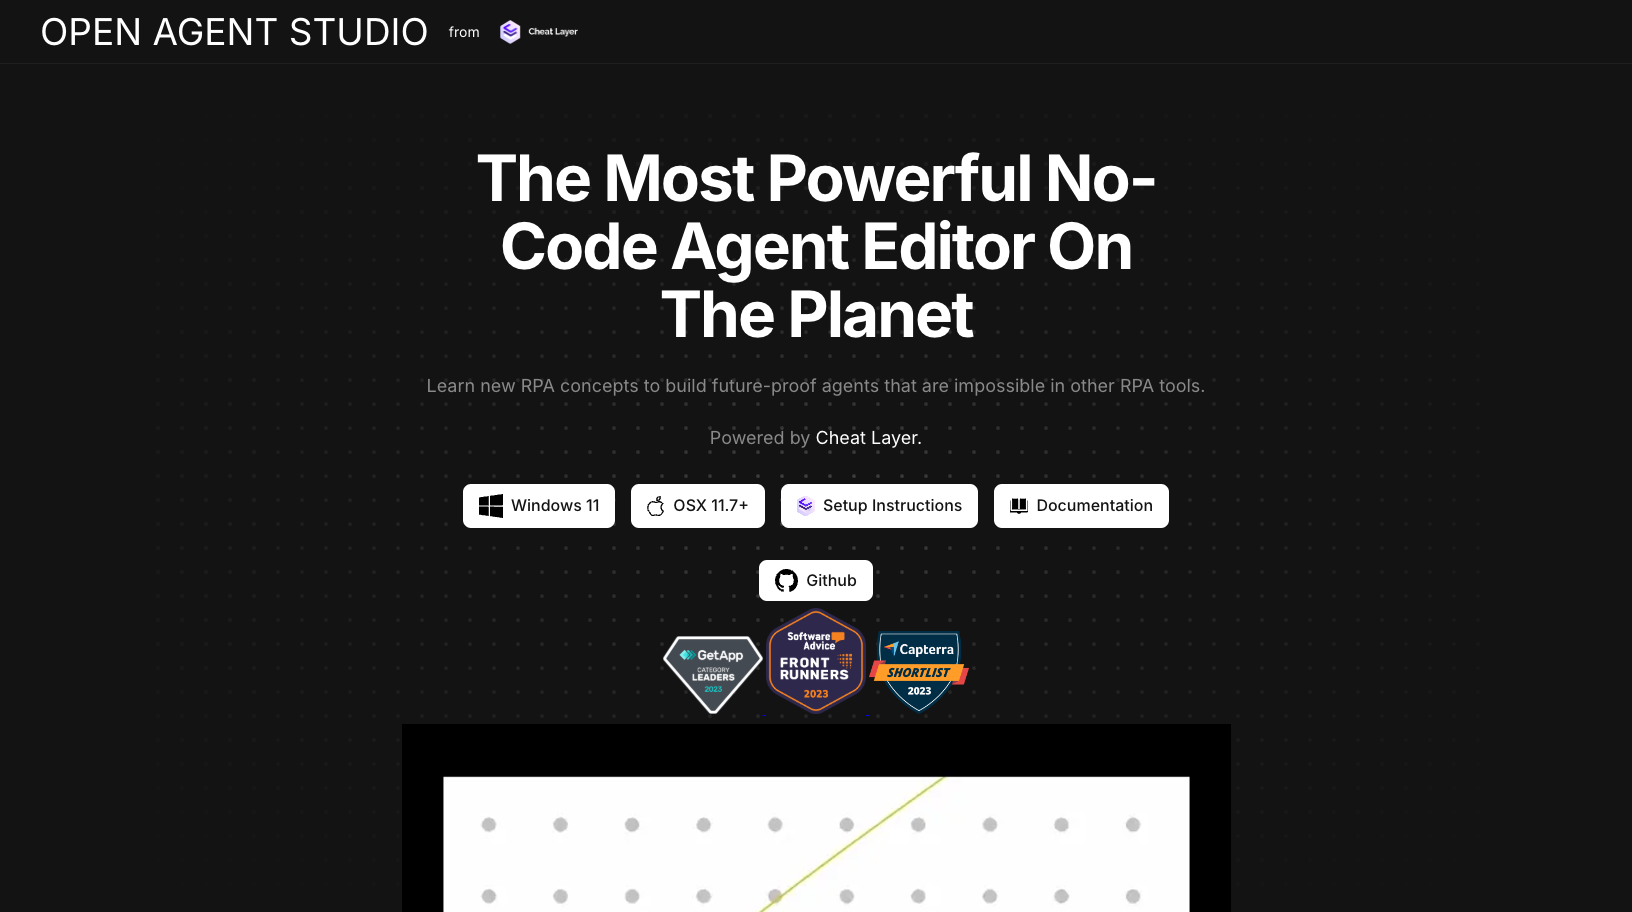 OPEN AGENT STUDIO from Cheat Layer
The Most Powerful No-
Code Agent Editor On
The Planet
Learn new RPA concepts to build future-proof agents that are impossible in other RPA tools.
Powered by Cheat Layer.
Windows 11
OSX 11.7+
Setup Instructions
Documentation
Github
GetApp
CATEGORY
LEADERS
2023
Software
Advice
FRONT
RUNNERS
2023
Capterra
SHORTLIST
2023